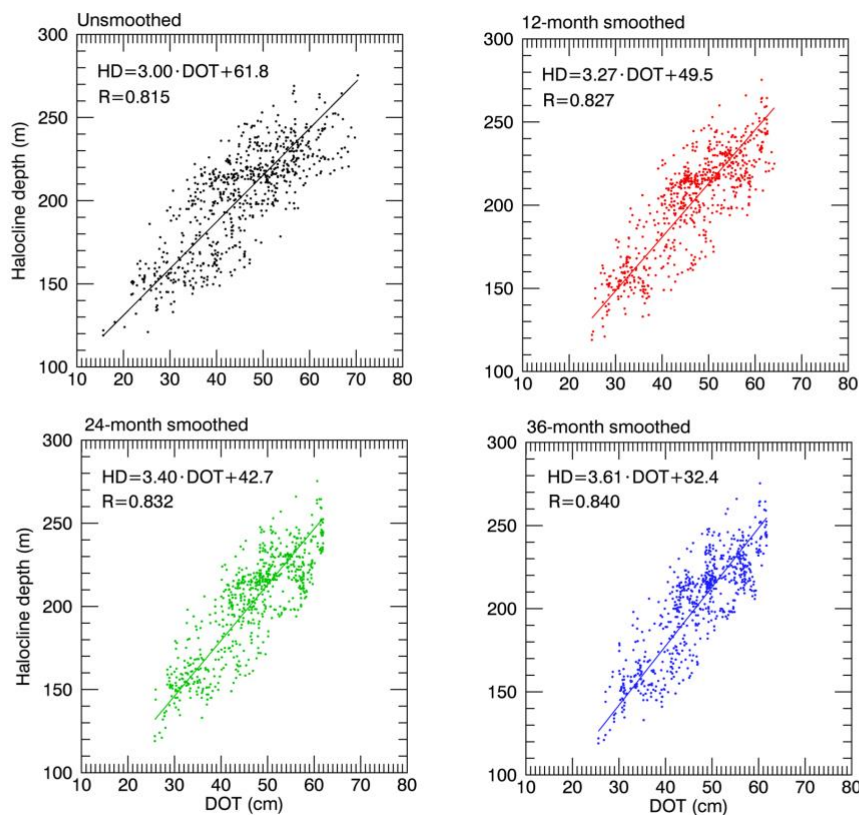 Unsmoothed
300
250
200
150
100
Halocline depth (m)
HD=3.00·DOT+61.8
R=0.815
10 20 30 40 50 60 70 80
12-month smoothed
300
250
200
150
100
HD=3.27·DOT+49.5
R=0.827
10 20 30 40 50 60 70 80
24-month smoothed
300
250
200
150
100
Halocline depth (m)
HD=3.40·DOT+42.7
R=0.832
10 20 30 40 50 60 70 80
DOT (cm)
36-month smoothed
300
250
200
150
100
HD=3.61·DOT+32.4
R=0.840
10 20 30 40 50 60 70 80
DOT (cm)